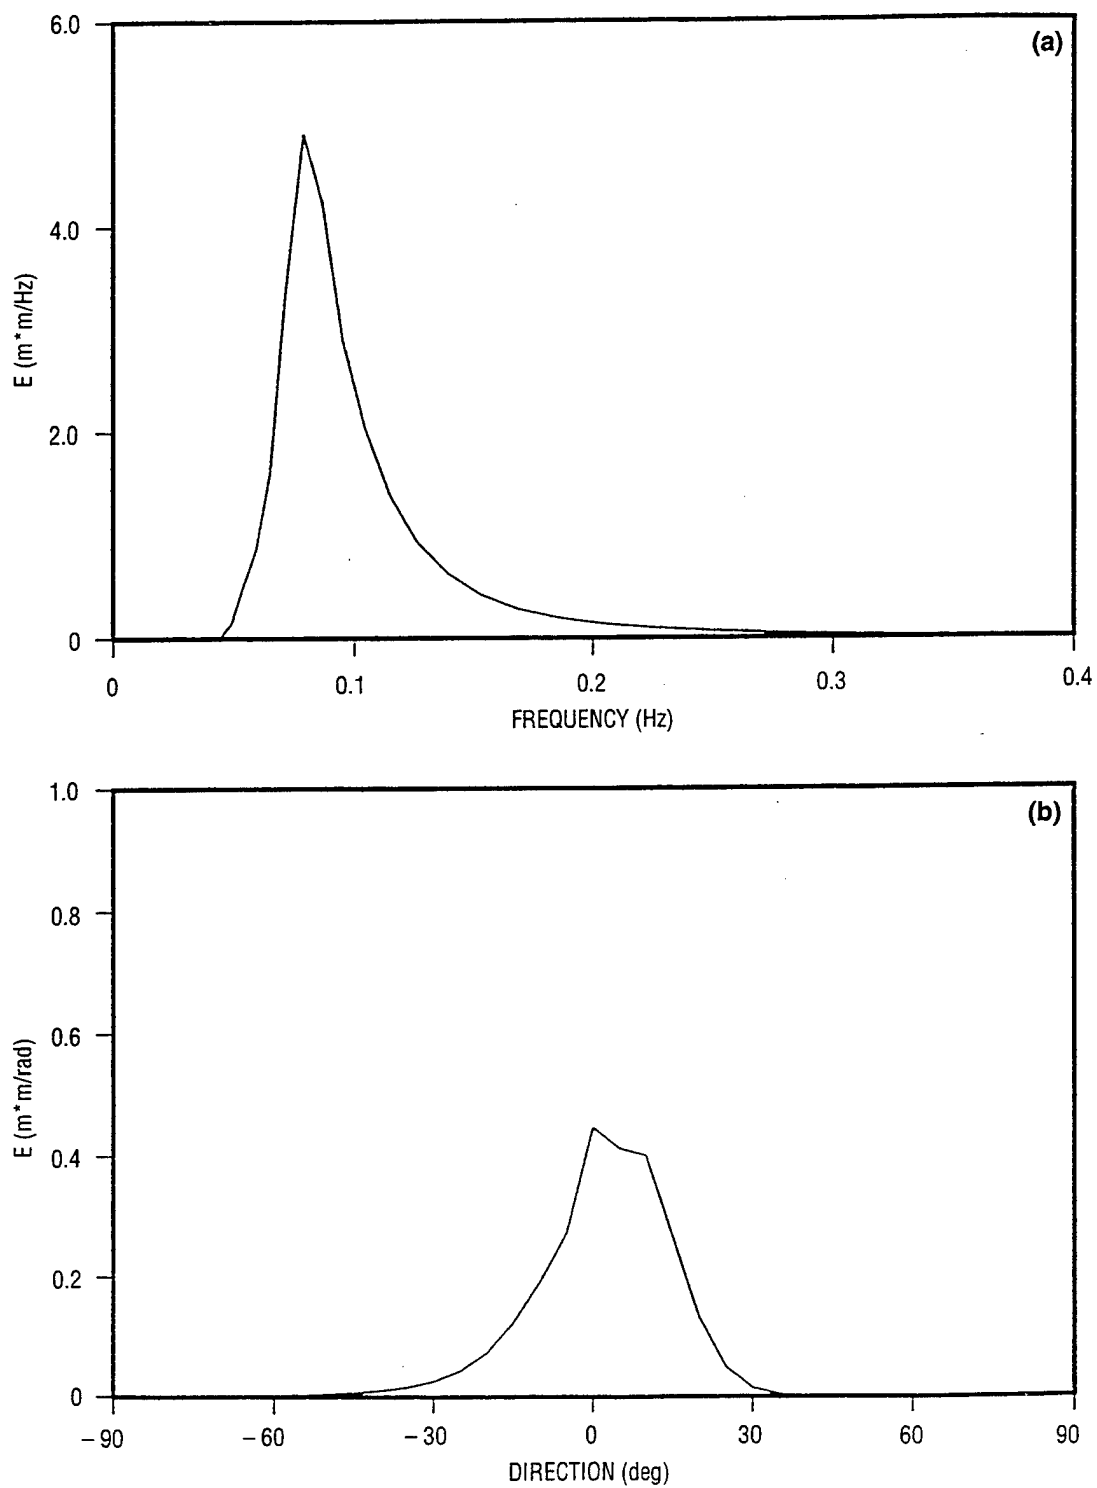 (a)
6.0
4.0
2.0
0
E (m*m/Hz)
0 0.1 0.2 0.3 0.4
FREQUENCY (Hz)
(b)
1.0
0.8
0.6
0.4
0.2
0
E (m*m/rad)
−90 −60 −30 0 30 60 90
DIRECTION (deg)